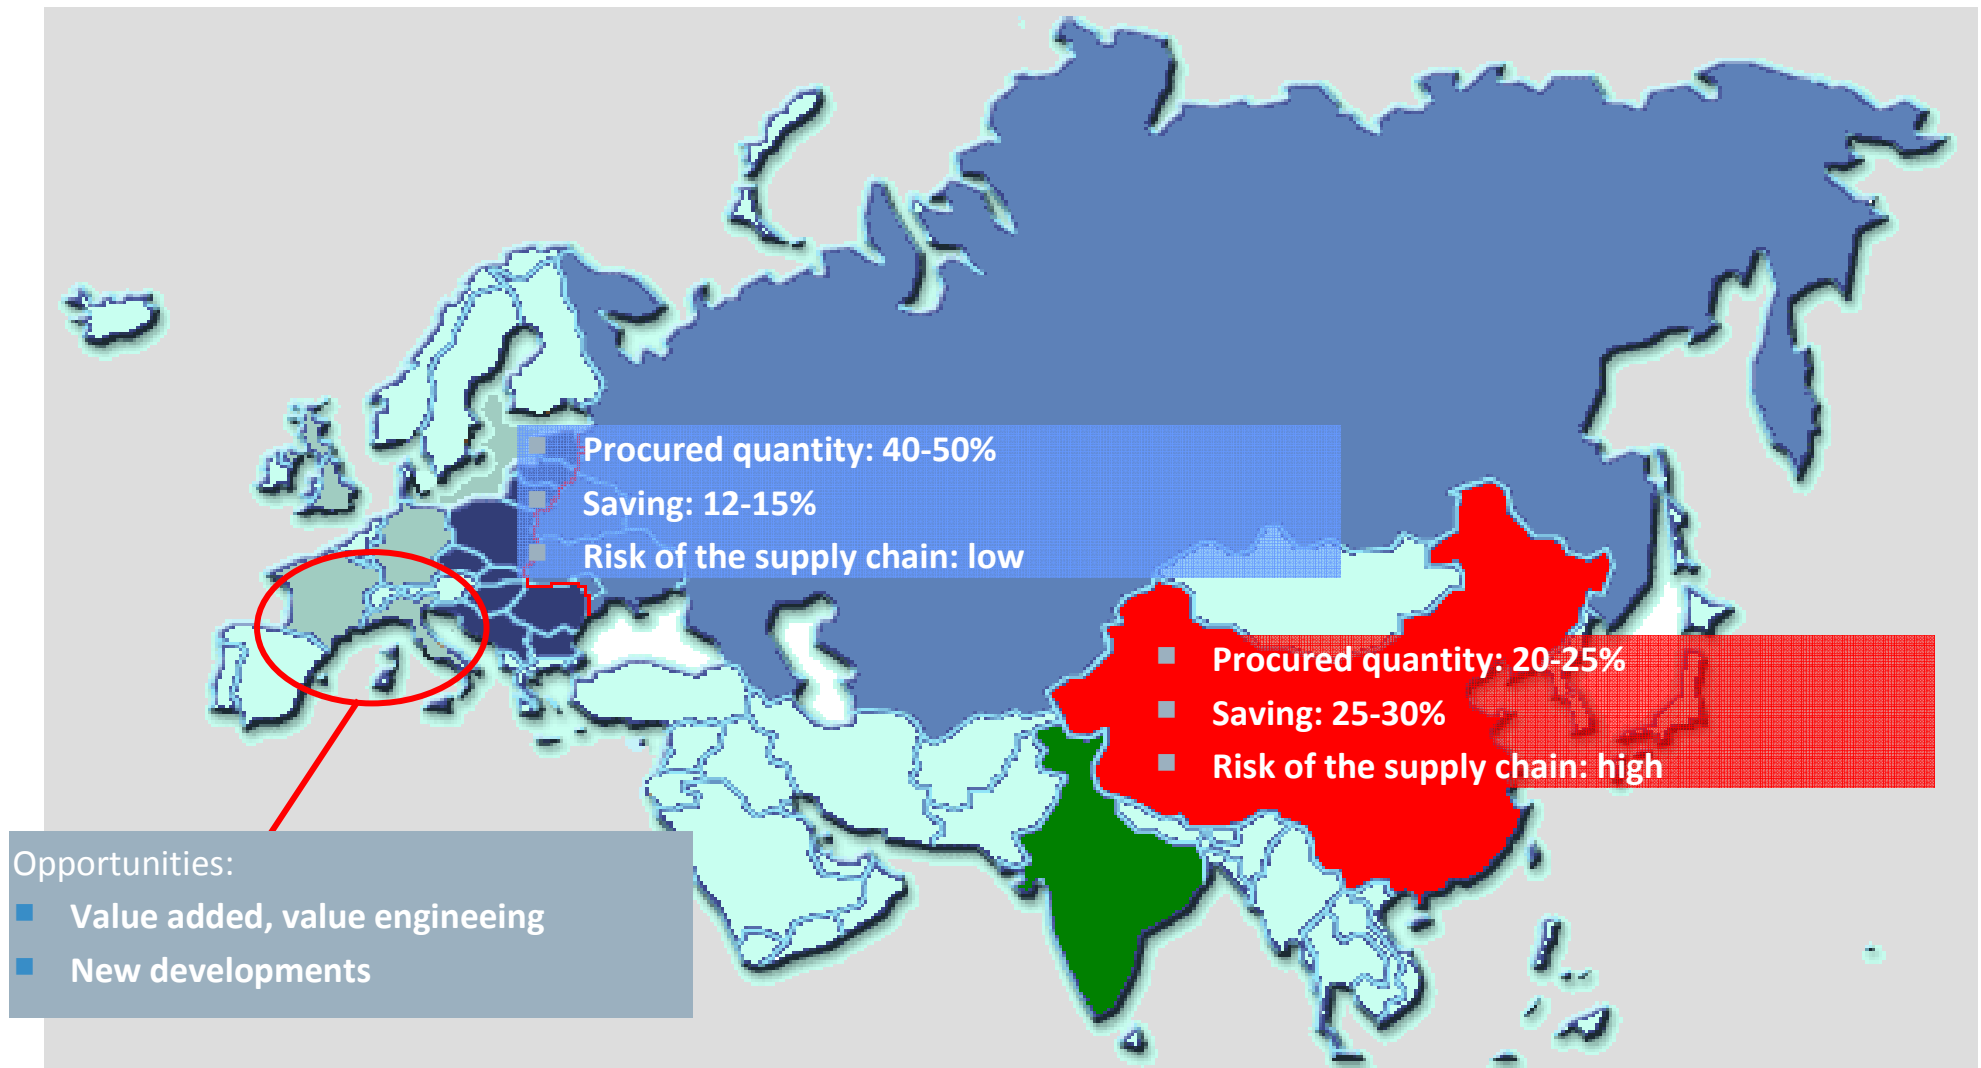 Procured quantity: 40-50%
Saving: 12-15%
Risk of the supply chain: low
Procured quantity: 20-25%
Saving: 25-30%
Risk of the supply chain: high
Opportunities:
Value added, value engineeing
New developments